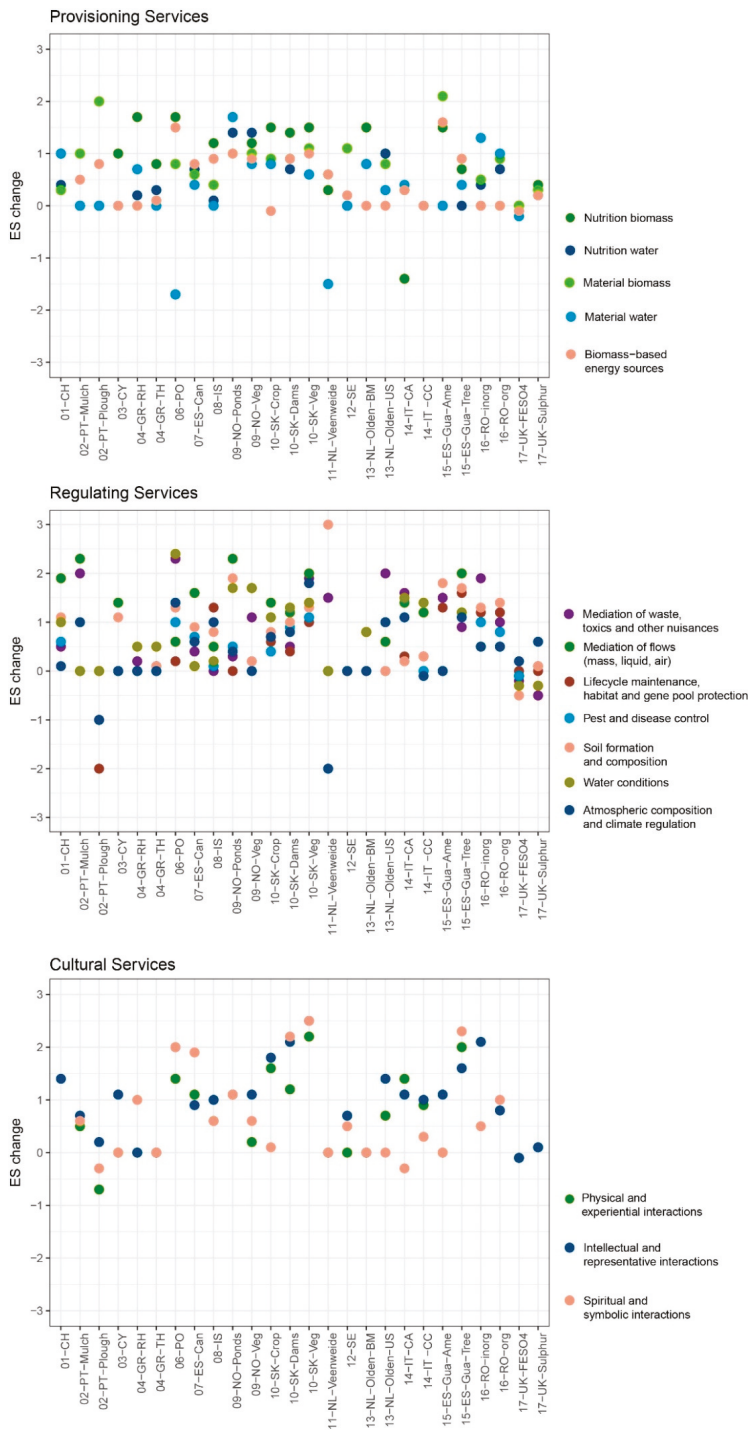 Provisioning Services
3
2
1
0
−1
−2
−3
ES change
01−CH
02−PT−Mulch
02−PT−Plough
03−CY
04−GR−RH
04−GR−TH
06−PO
07−ES−Can
08−IS
09−NO−Ponds
09−NO−Veg
10−SK−Crop
10−SK−Dams
10−SK−Veg
11−NL−Veenweide
12−SE
13−NL−Olden−BM
13−NL−Olden−US
14−IT−CA
14−IT −CC
15−ES−Gua−Ame
15−ES−Gua−Tree
16−RO−inorg
16−RO−org
17−UK−FESO4
17−UK−Sulphur
Nutrition biomass
Nutrition water
Material biomass
Material water
Biomass−based
energy sources
Regulating Services
3
2
1
0
−1
−2
−3
ES change
01−CH
02−PT−Mulch
02−PT−Plough
03−CY
04−GR−RH
04−GR−TH
06−PO
07−ES−Can
08−IS
09−NO−Ponds
09−NO−Veg
10−SK−Crop
10−SK−Dams
10−SK−Veg
11−NL−Veenweide
12−SE
13−NL−Olden−BM
13−NL−Olden−US
14−IT−CA
14−IT −CC
15−ES−Gua−Ame
15−ES−Gua−Tree
16−RO−inorg
16−RO−org
17−UK−FESO4
17−UK−Sulphur
Mediation of waste,
toxics and other nuisances
Mediation of flows
(mass, liquid, air)
Lifecycle maintenance,
habitat and gene pool protection
Pest and disease control
Soil formation
and composition
Water conditions
Atmospheric composition
and climate regulation
Cultural Services
3
2
1
0
−1
−2
−3
ES change
01−CH
02−PT−Mulch
02−PT−Plough
03−CY
04−GR−RH
04−GR−TH
06−PO
07−ES−Can
08−IS
09−NO−Ponds
09−NO−Veg
10−SK−Crop
10−SK−Dams
10−SK−Veg
11−NL−Veenweide
12−SE
13−NL−Olden−BM
13−NL−Olden−US
14−IT−CA
14−IT −CC
15−ES−Gua−Ame
15−ES−Gua−Tree
16−RO−inorg
16−RO−org
17−UK−FESO4
17−UK−Sulphur
Physical and
experiential interactions
Intellectual and
representative interactions
Spiritual and
symbolic interactions